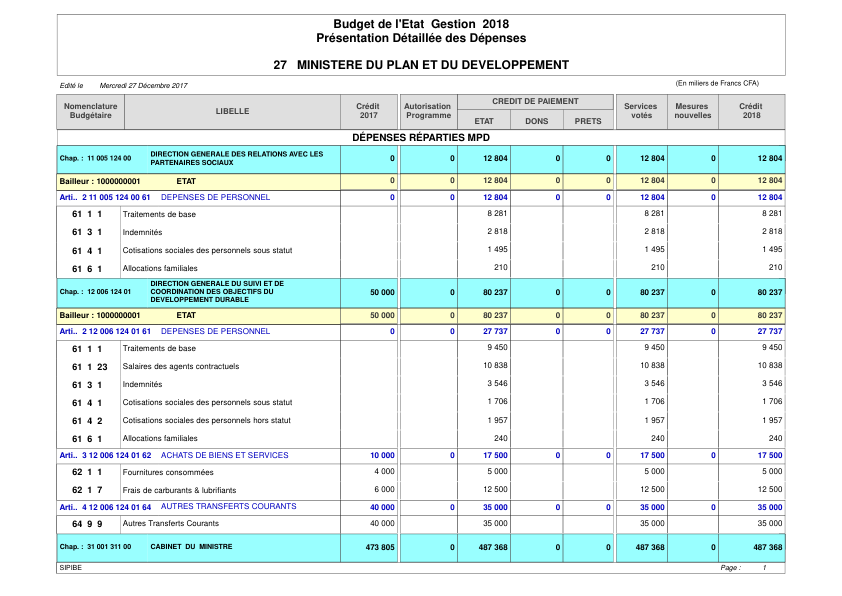 Budget de l'Etat Gestion 2018
Présentation Détaillée des Dépenses
27 MINISTERE DU PLAN ET DU DEVELOPPEMENT
Edité le Mercredi 27 Décembre 2017 (En miliers de Francs CFA)
Nomenclature Budgétaire LIBELLE Crédit 2017 Autorisation Programme CREDIT DE PAIEMENT ETAT DONS PRETS Services votés Mesures nouvelles Crédit 2018
DÉPENSES RÉPARTIES MPD
Chap. : 11 005 124 00 DIRECTION GENERALE DES RELATIONS AVEC LES PARTENAIRES SOCIAUX 0 0 12 804 0 0 12 804 0 12 804
Bailleur : 1000000001 ETAT 0 0 12 804 0 0 12 804 0 12 804
Arti.. 2 11 005 124 00 61 DEPENSES DE PERSONNEL 0 0 12 804 0 0 12 804 0 12 804
61 1 1 Traitements de base 8 281 8 281 8 281
61 3 1 Indemnités 2 818 2 818 2 818
61 4 1 Cotisations sociales des personnels sous statut 1 495 1 495 1 495
61 6 1 Allocations familiales 210 210 210
Chap. : 12 006 124 01 DIRECTION GENERALE DU SUIVI ET DE COORDINATION DES OBJECTIFS DU DEVELOPPEMENT DURABLE 50 000 0 80 237 0 0 80 237 0 80 237
Bailleur : 1000000001 ETAT 50 000 0 80 237 0 0 80 237 0 80 237
Arti.. 2 12 006 124 01 61 DEPENSES DE PERSONNEL 0 0 27 737 0 0 27 737 0 27 737
61 1 1 Traitements de base 9 450 9 450 9 450
61 1 23 Salaires des agents contractuels 10 838 10 838 10 838
61 3 1 Indemnités 3 546 3 546 3 546
61 4 1 Cotisations sociales des personnels sous statut 1 706 1 706 1 706
61 4 2 Cotisations sociales des personnels hors statut 1 957 1 957 1 957
61 6 1 Allocations familiales 240 240 240
Arti.. 3 12 006 124 01 62 ACHATS DE BIENS ET SERVICES 10 000 0 17 500 0 0 17 500 0 17 500
62 1 1 Fournitures consommées 4 000 5 000 5 000 5 000
62 1 7 Frais de carburants & lubrifiants 6 000 12 500 12 500 12 500
Arti.. 4 12 006 124 01 64 AUTRES TRANSFERTS COURANTS 40 000 0 35 000 0 0 35 000 0 35 000
64 9 9 Autres Transferts Courants 40 000 35 000 35 000 35 000
Chap. : 31 001 311 00 CABINET DU MINISTRE 473 805 0 487 368 0 0 487 368 0 487 368
SIPIBE Page : 1